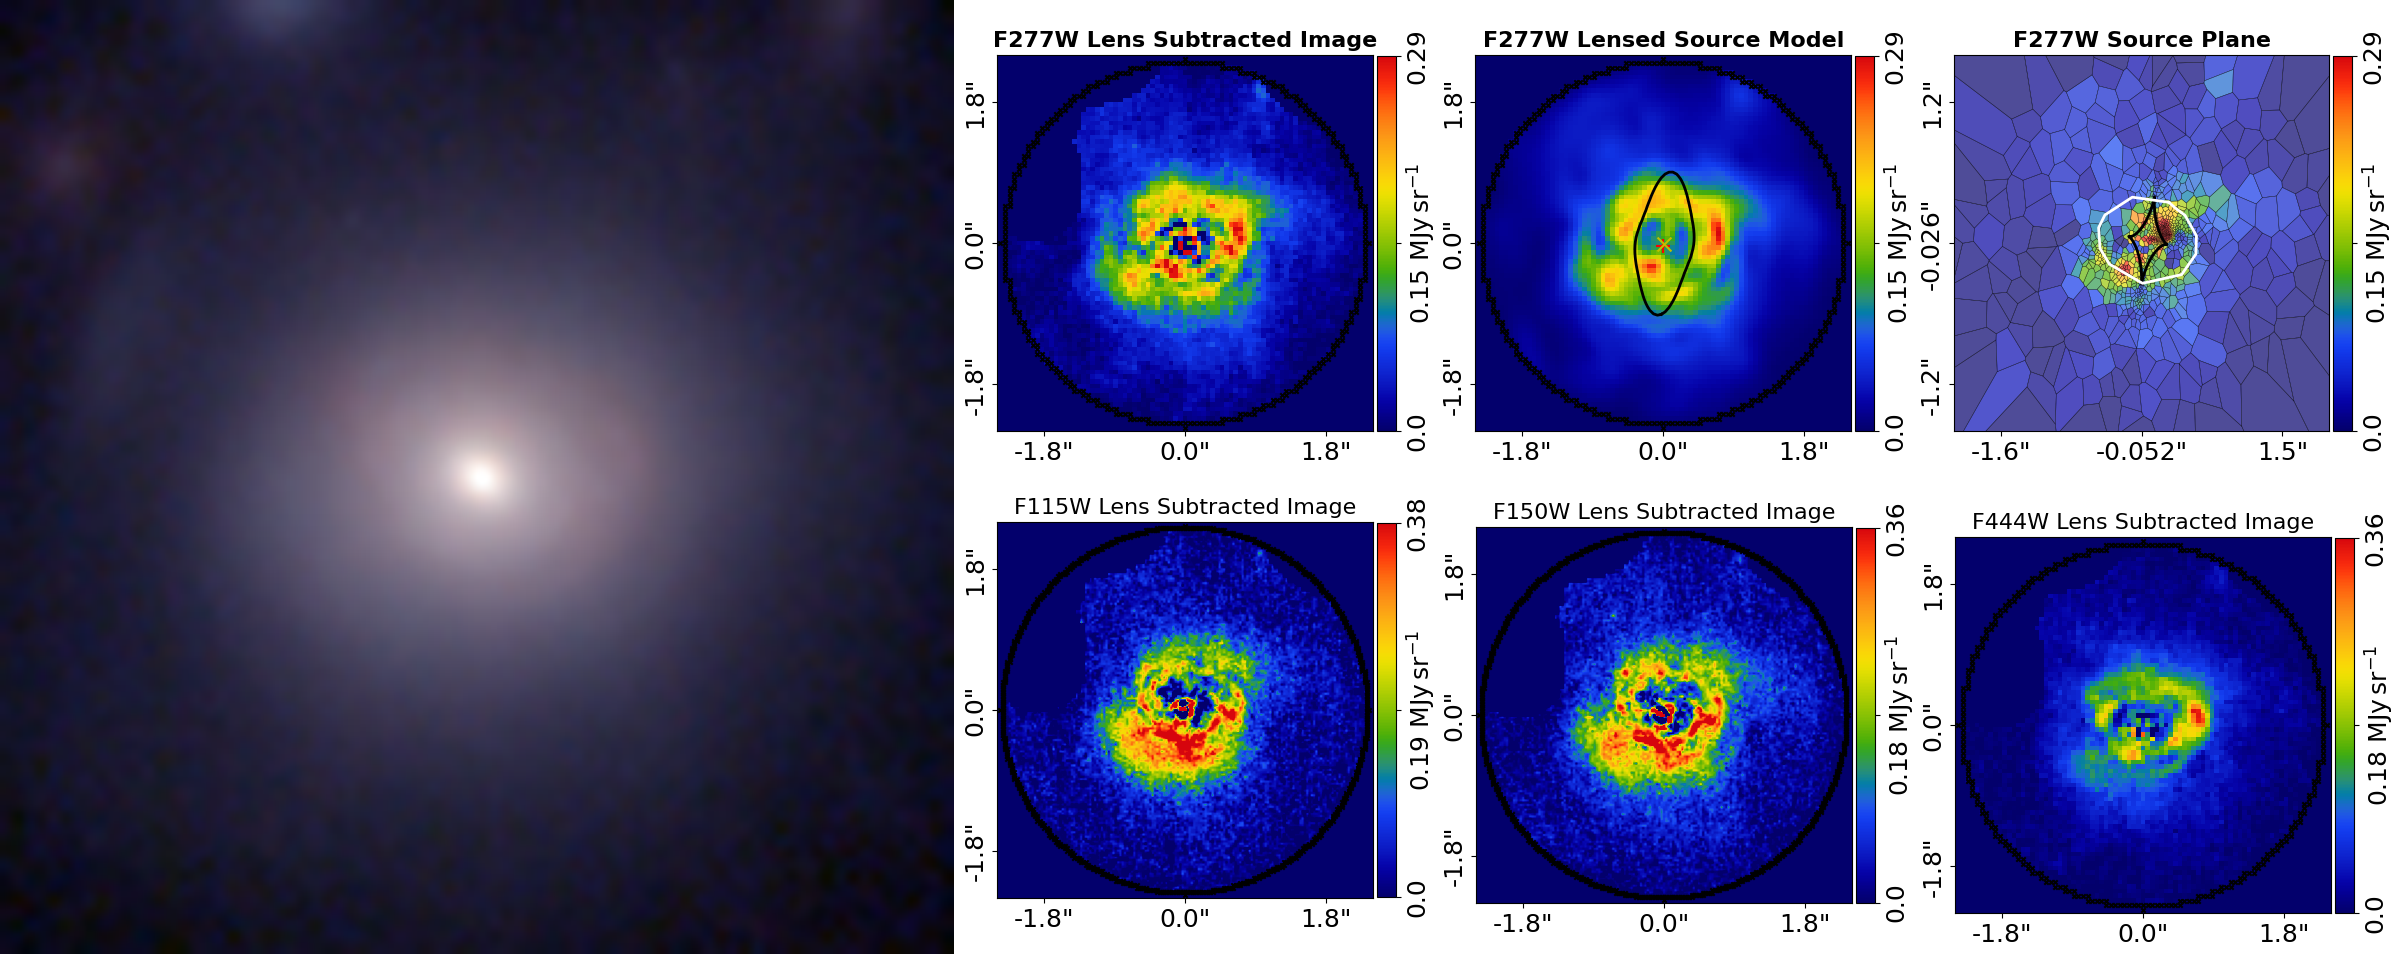 F277W Lens Subtracted Image
1.8"
0.0"
-1.8"
-1.8" 0.0" 1.8"
0.29
0.15 MJy sr⁻¹
0.0
F277W Lensed Source Model
1.8"
0.0"
-1.8"
-1.8" 0.0" 1.8"
0.29
0.15 MJy sr⁻¹
0.0
F277W Source Plane
1.2"
-0.026"
-1.2"
-1.6" -0.052" 1.5"
0.29
0.15 MJy sr⁻¹
0.0
F115W Lens Subtracted Image
1.8"
0.0"
-1.8"
-1.8" 0.0" 1.8"
0.38
0.19 MJy sr⁻¹
0.0
F150W Lens Subtracted Image
1.8"
0.0"
-1.8"
-1.8" 0.0" 1.8"
0.36
0.18 MJy sr⁻¹
0.0
F444W Lens Subtracted Image
1.8"
0.0"
-1.8"
-1.8" 0.0" 1.8"
0.36
0.18 MJy sr⁻¹
0.0